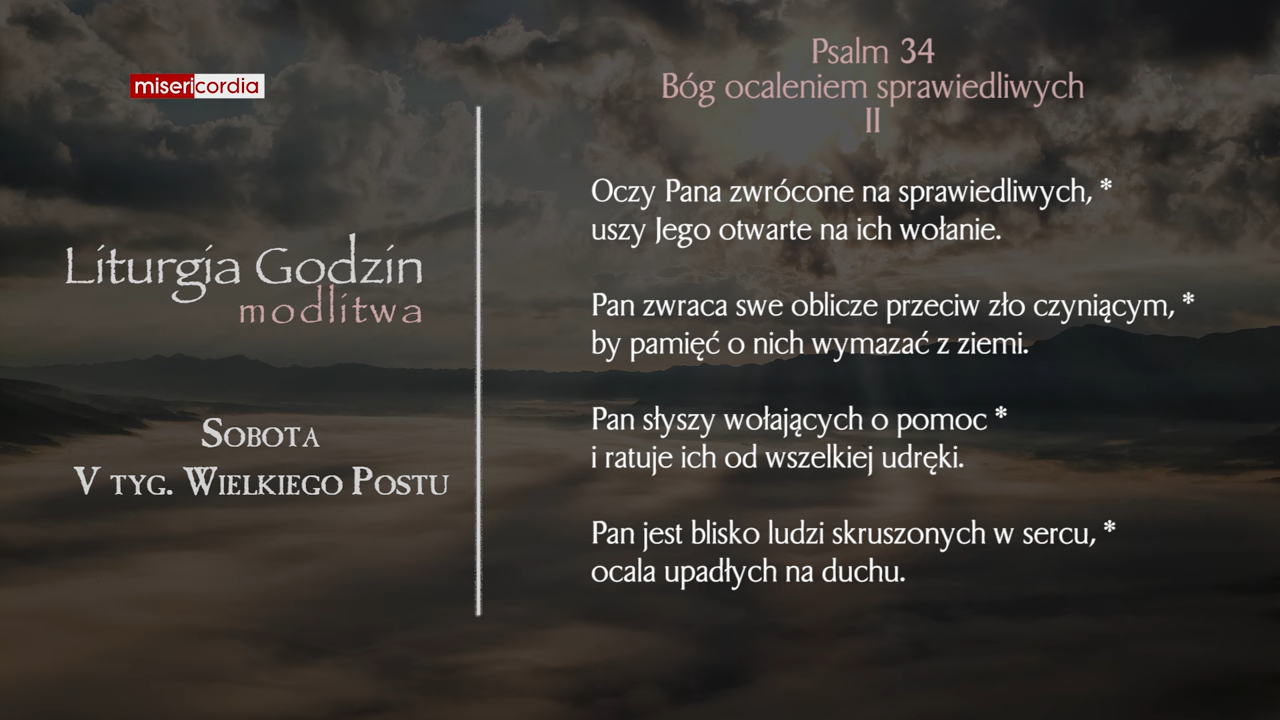 misericordia
Liturgia Godzin
modlitwa
Sobota
V tyg. Wielkiego Postu
Psalm 34
Bóg ocaleniem sprawiedliwych
II
Oczy Pana zwrócone na sprawiedliwych, *
uszy Jego otwarte na ich wołanie.
Pan zwraca swe oblicze przeciw zło czyniącym, *
by pamięć o nich wymazać z ziemi.
Pan słyszy wołających o pomoc *
i ratuje ich od wszelkiej udręki.
Pan jest blisko ludzi skruszonych w sercu, *
ocala upadłych na duchu.